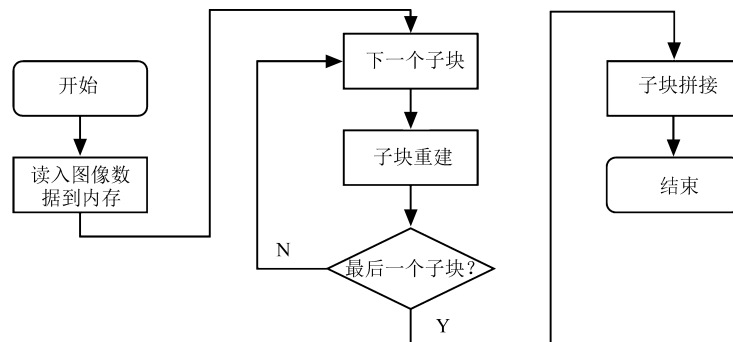 开始
读入图像数
据到内存
下一个子块
子块重建
最后一个子块?
N
Y
子块拼接
结束